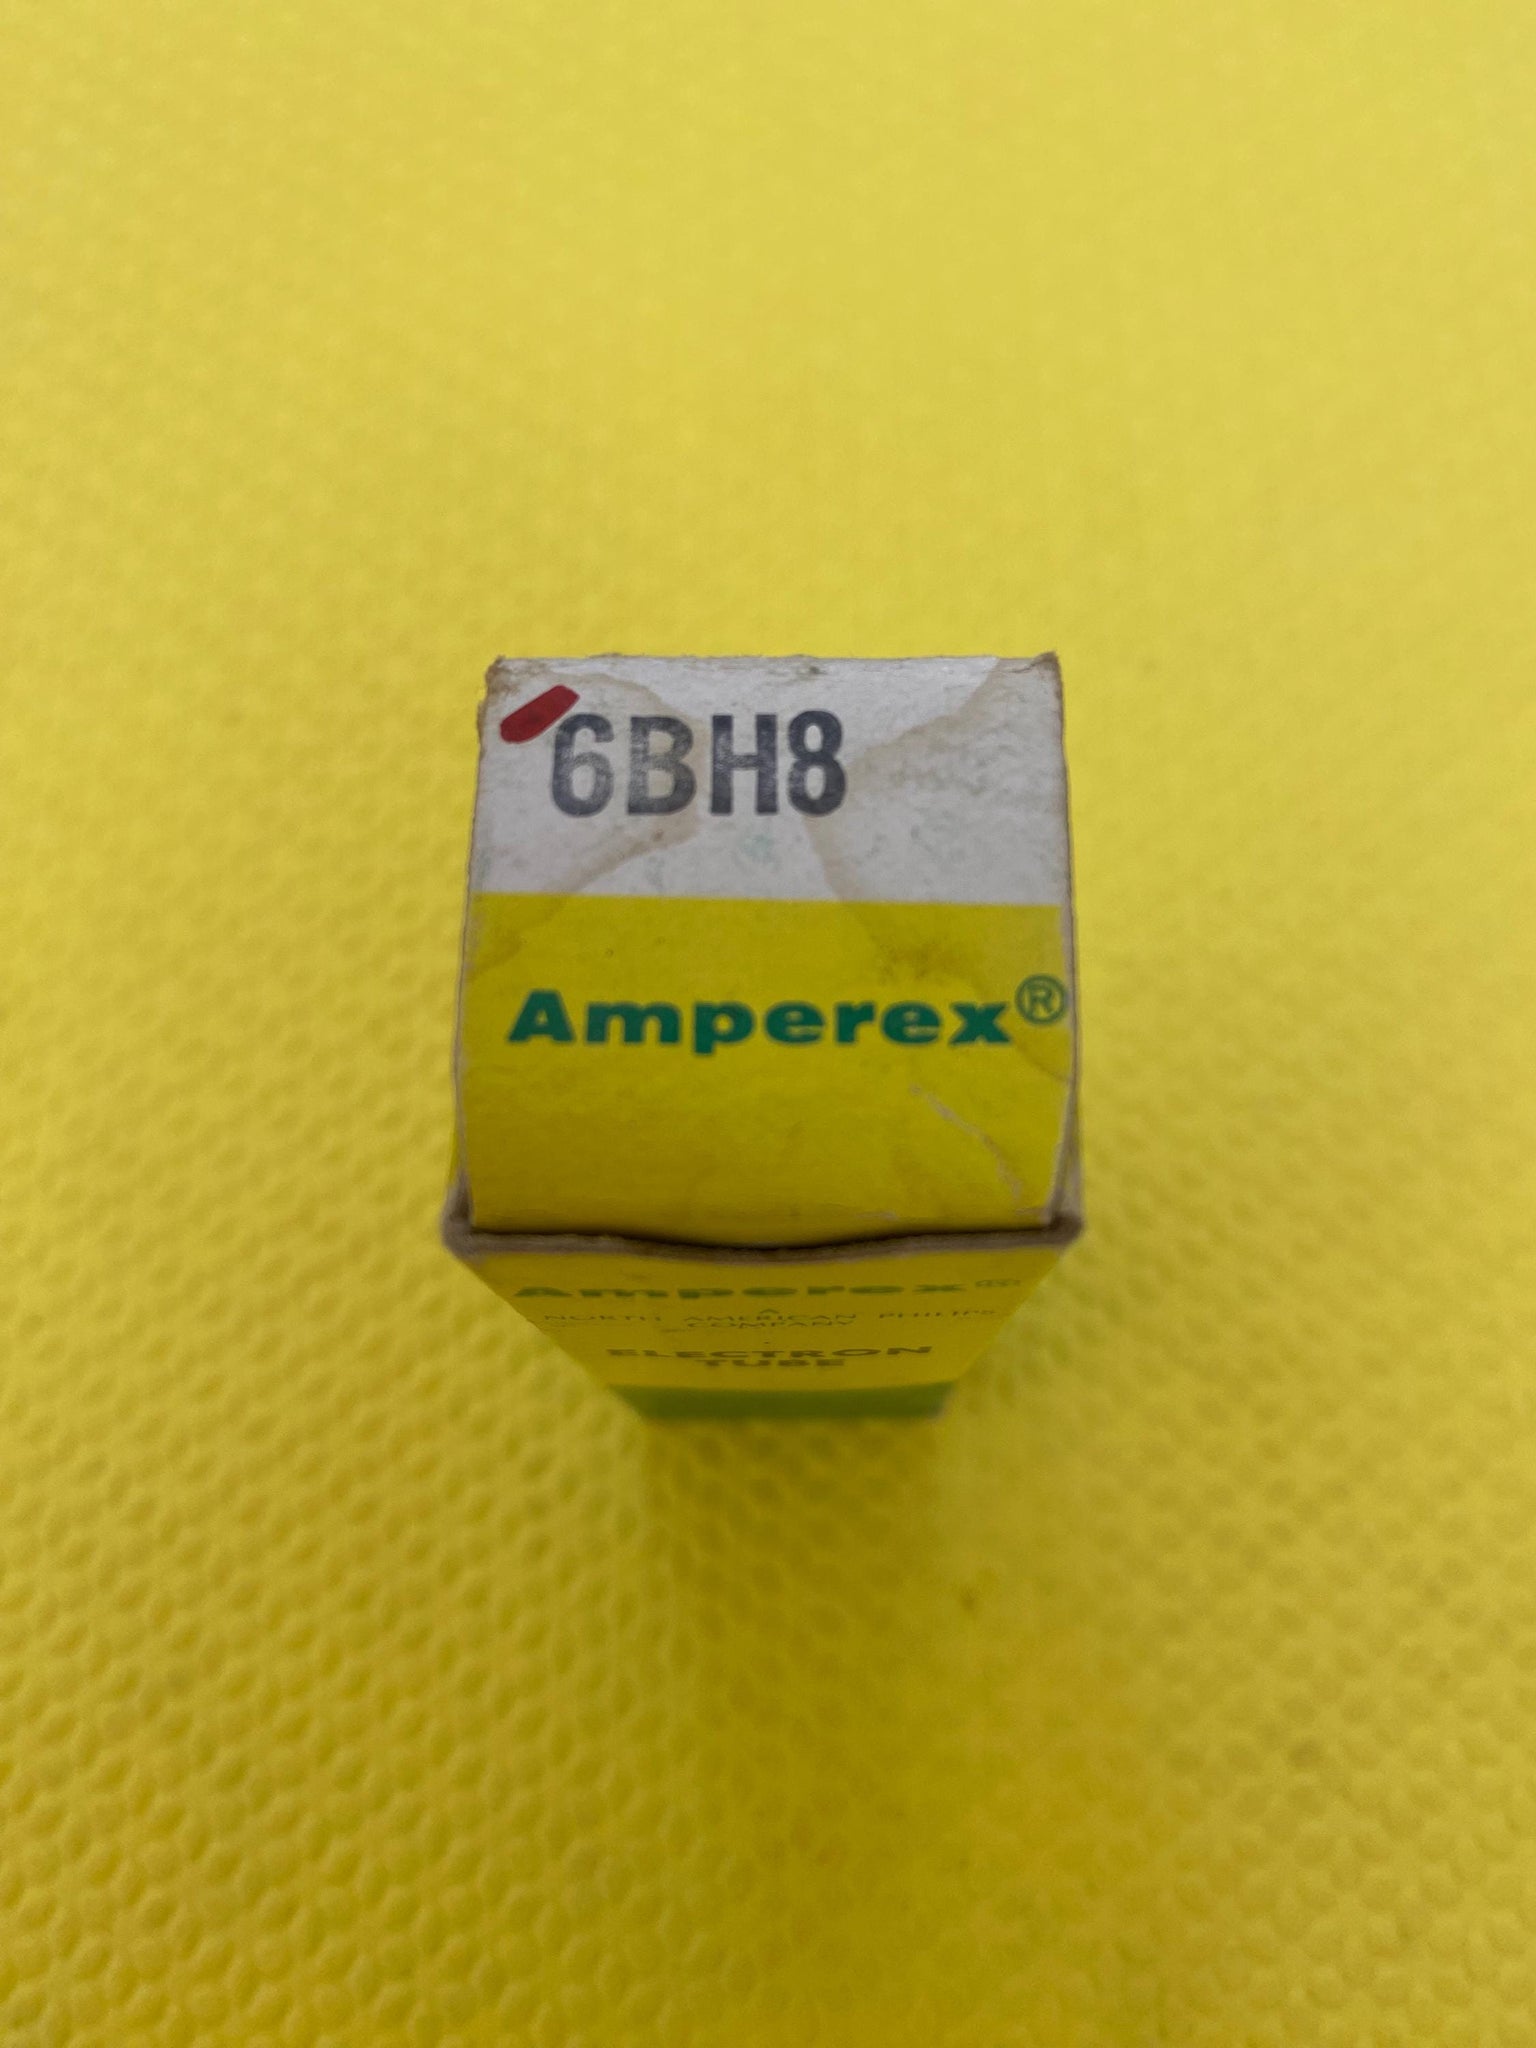 6BH8
Amperex®
Amperex®
A
NORTH AMERICAN PHILIPS
COMPANY
ELECTRON
TUBE